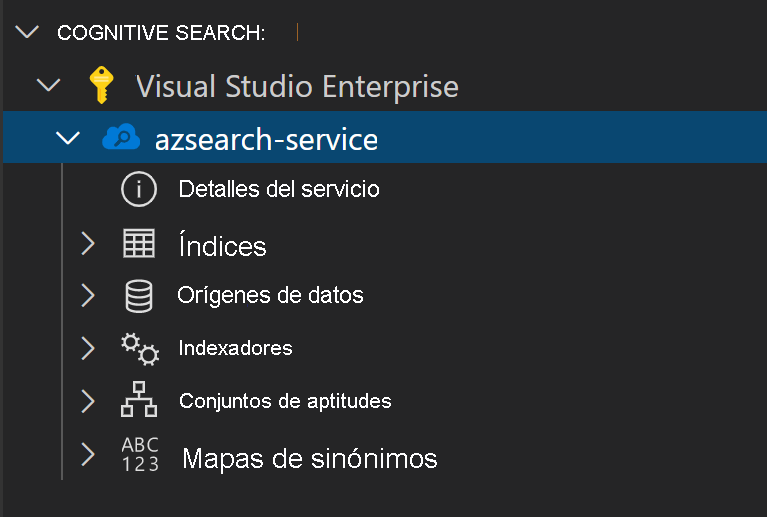 COGNITIVE SEARCH:
Visual Studio Enterprise
azsearch-service
Detalles del servicio
Índices
Orígenes de datos
Indexadores
Conjuntos de aptitudes
ABC
123
Mapas de sinónimos